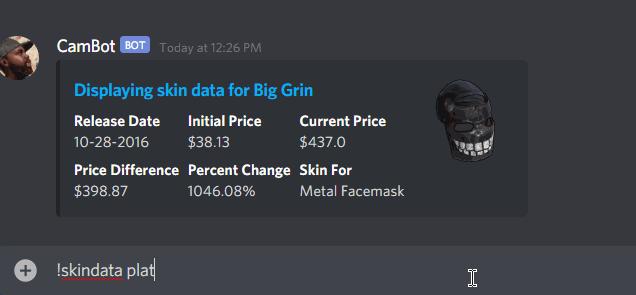 CamBot BOT Today at 12:26 PM
Displaying skin data for Big Grin
Release Date Initial Price Current Price
10-28-2016 $38.13 $437.0
Price Difference Percent Change Skin For
$398.87 1046.08% Metal Facemask
!skindata plat